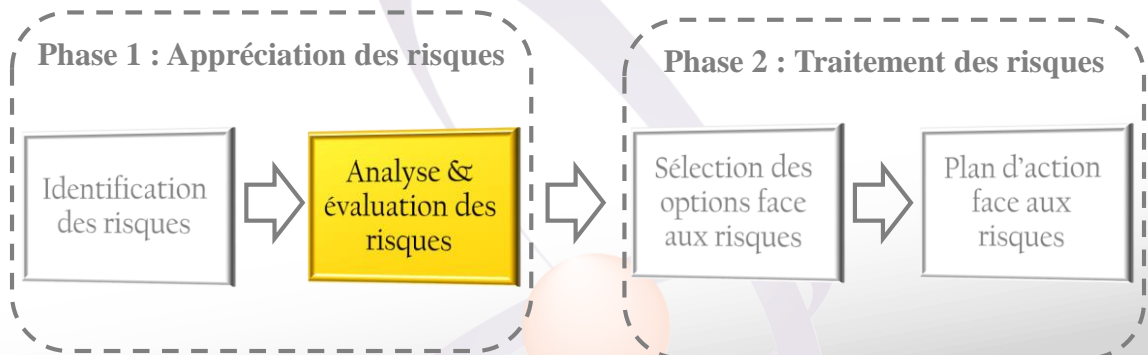 Phase 1 : Appréciation des risques
Identification
des risques
Analyse &
évaluation des
risques
Phase 2 : Traitement des risques
Sélection des
options face
aux risques
Plan d’action
face aux
risques